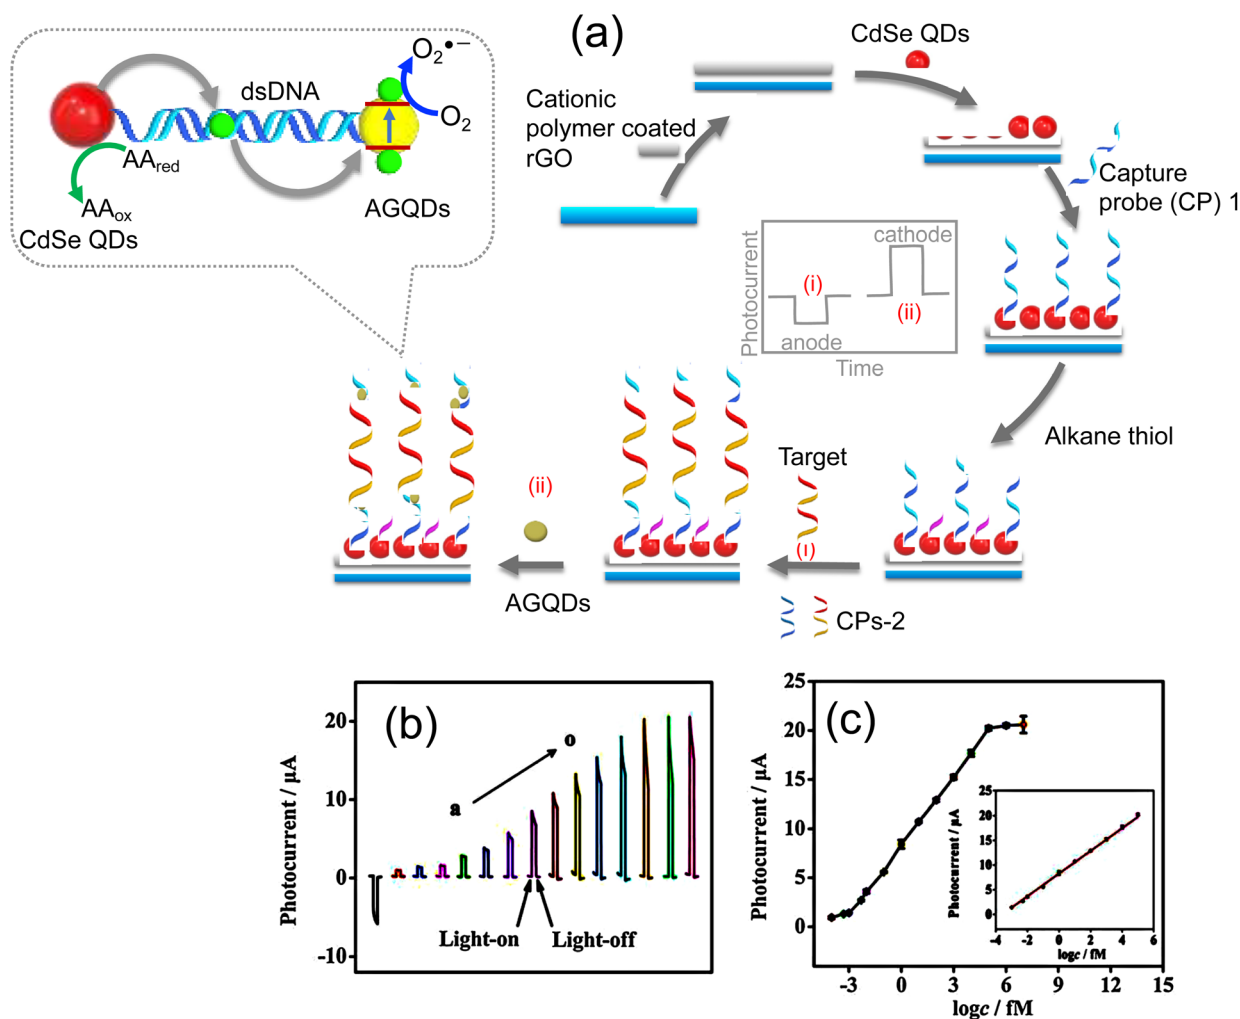 (a)
CdSe QDs
Cationic
polymer coated
rGO
Capture
probe (CP) 1
O₂•−
O₂
dsDNA
AA_red
AA_ox
CdSe QDs
AGQDs
Photocurrent
cathode
(i)
(ii)
anode
Time
Alkane thiol
Target
(ı)
CPs-2
(ii)
AGQDs
(b)
Photocurrent / µA
20
10
0
-10
a
o
Light-on
Light-off
(c)
Photocurrent / µA
25
20
15
10
5
0
-3 0 3 6 9 12 15
logc / fM
Photocurrent / µA
25
20
15
10
5
0
-4 -2 0 2 4 6
logc / fM